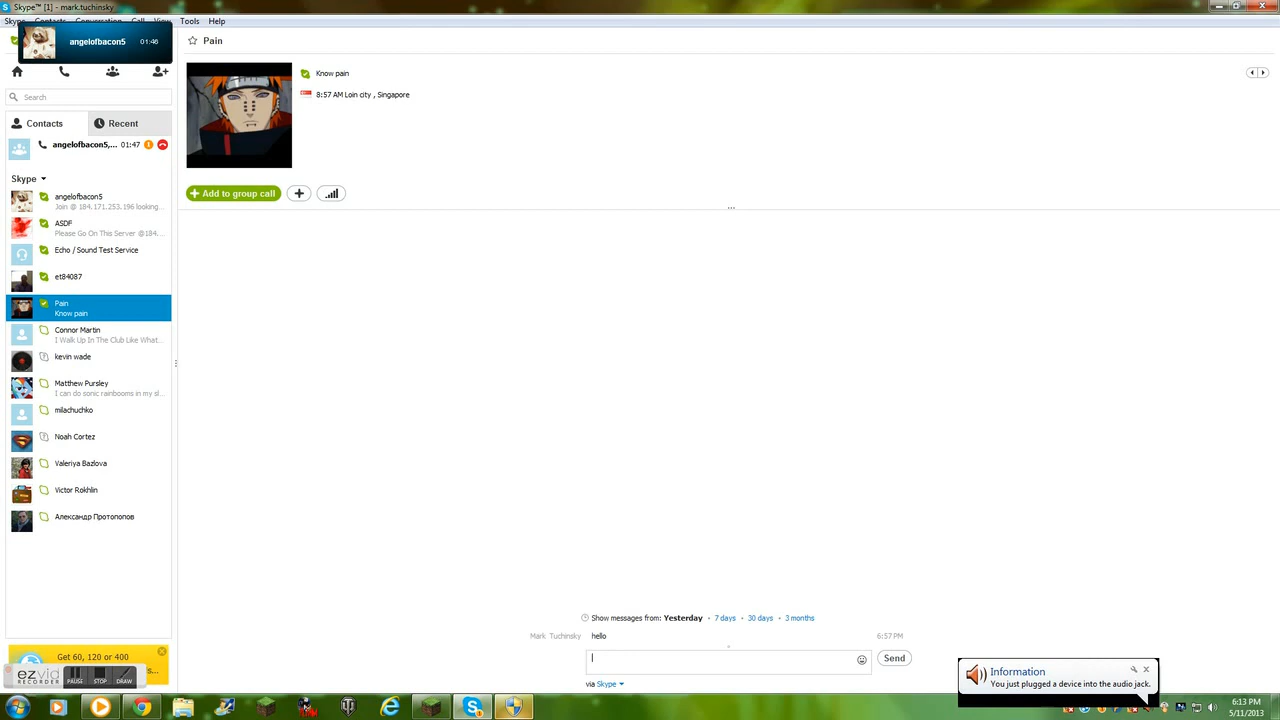 Skype™ [1] - mark.tuchinsky
Skype Contacts Conversation Call View Tools Help
angelofbacon5 01:46
Pain
Know pain
8:57 AM Loin city , Singapore
Search
Contacts Recent
angelofbacon5,... 01:47
Add to group call
Skype
angelofbacon5
Join @ 184.171.253.196 looking...
ASDF
Please Go On This Server @184....
Echo / Sound Test Service
et84087
Pain
Know pain
Connor Martin
I Walk Up In The Club Like What...
kevin wade
Matthew Pursley
I can do sonic rainbooms in my sl...
milachuchko
Noah Cortez
Valeriya Bazlova
Victor Rokhlin
Александр Протопопов
Show messages from: Yesterday • 7 days • 30 days • 3 months
Mark Tuchinsky hello 6:57 PM
Send
via Skype
Get 60, 120 or 400
ezvid
RECORDER
PAUSE STOP DRAW
Information
You just plugged a device into the audio jack.
6:13 PM
5/11/2013